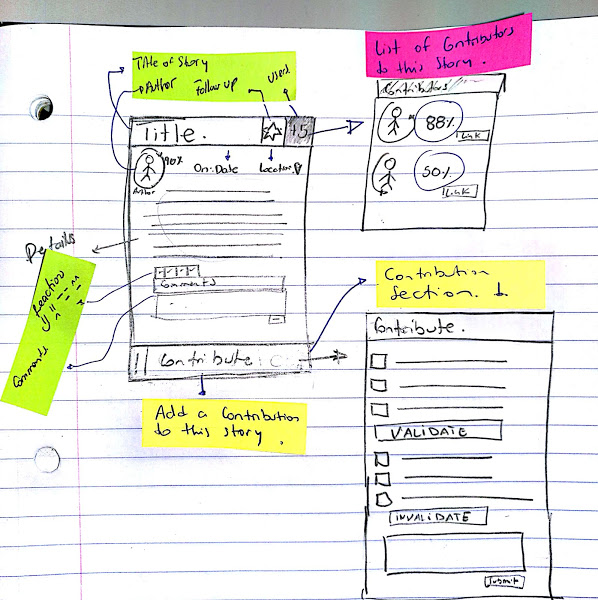 Title of Story
Author
Follow up
Users
List of Contributors
to this Story.
Title.
+5
90%
Author
On:Date
Location
Contributors
88%
Link
50%
Link
Details
Reaction
Comments
Comments
Contribute
Contribution
Section.
Add a Contribution
to this story.
Contribute.
VALIDATE
INVALIDATE
Submit